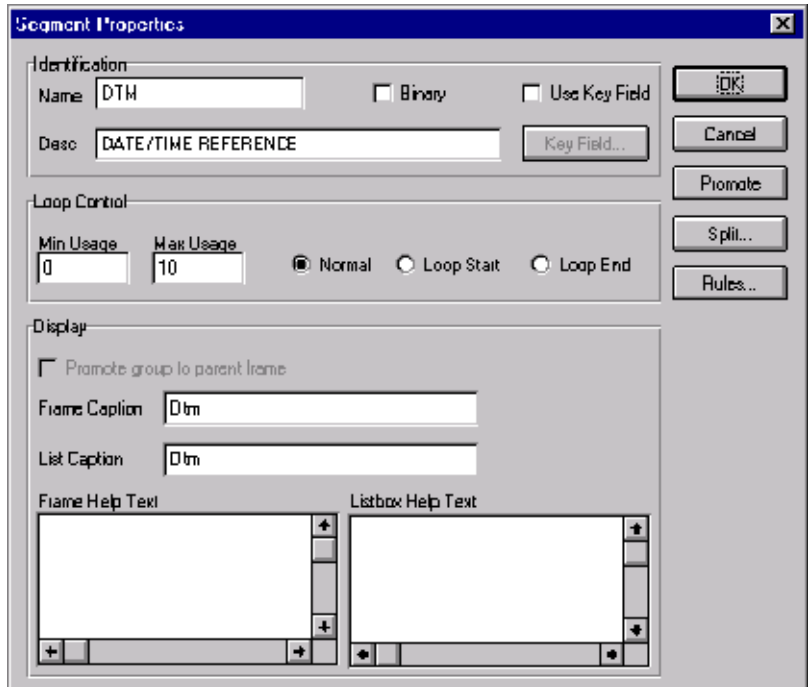 Segment Properties
Identification
Name DTM Binary Use Key Field
Desc DATE/TIME REFERENCE Key Field...
Loop Control
Min Usage Max Usage
0 10 Normal Loop Start Loop End
Display
Promote group to parent frame
Frame Caption Dtm
List Caption Dtm
Frame Help Text Listbox Help Text
OK
Cancel
Promote
Split...
Rules...